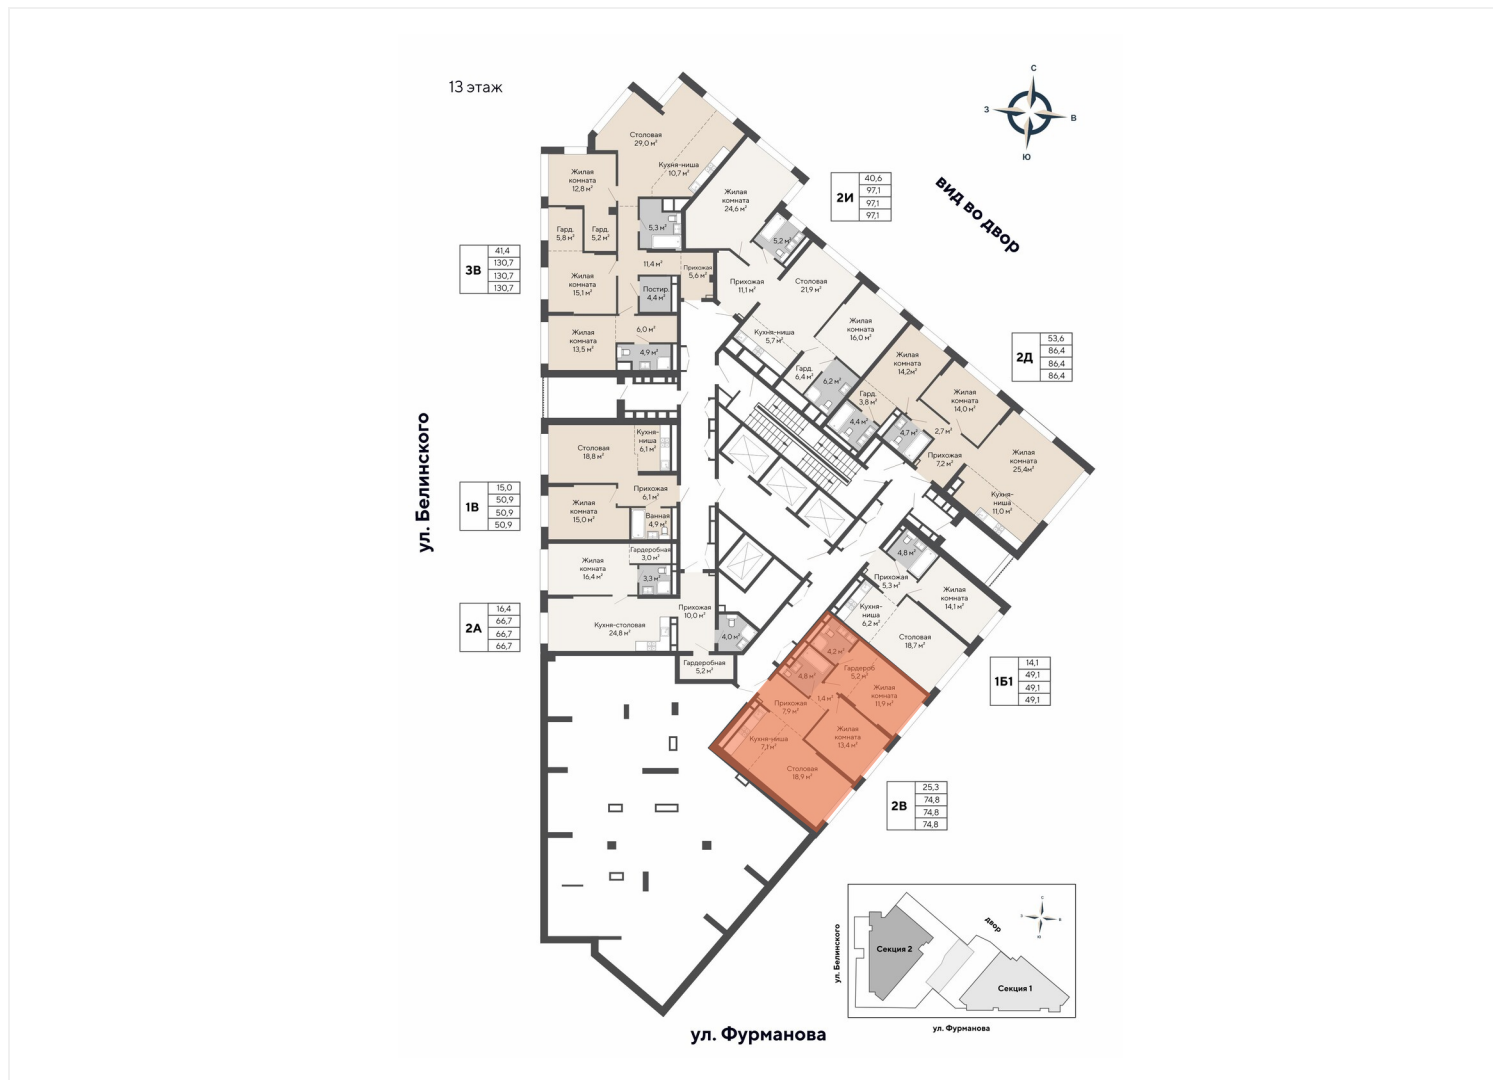 13 этаж
С
З
В
Ю
вид во двор
Столовая
29,0 м²
Кухня-ниша
10,7 м²
Жилая
комната
12,8 м²
Гард.
5,8 м²
Гард.
5,2 м²
5,3 м²
11,4 м²
Прихожая
5,6 м²
Жилая
комната
15,1 м²
Постир.
4,4 м²
Жилая
комната
13,5 м²
6,0 м²
4,9 м²
3В
41,4
130,7
130,7
130,7
Жилая
комната
24,6 м²
5,2 м²
Прихожая
11,1 м²
Столовая
21,9 м²
Кухня-ниша
5,7 м²
Жилая
комната
16,0 м²
Гард.
6,4 м²
6,2 м²
2И
40,6
97,1
97,1
97,1
Жилая
комната
14,2м²
Гард.
3,8 м²
4,4 м²
Жилая
комната
14,0 м²
4,7 м²
2,7 м²
Прихожая
7,2 м²
Жилая
комната
25,4м²
Кухня-
ниша
11,0 м²
2Д
53,6
86,4
86,4
86,4
ул. Белинского
Столовая
18,8 м²
Кухня-
ниша
6,1 м²
Прихожая
6,1 м²
Жилая
комната
15,0 м²
Ванная
4,9 м²
1В
15,0
50,9
50,9
50,9
Жилая
комната
16,4 м²
Гардеробная
3,0 м²
3,3 м²
Кухня-столовая
24,8 м²
Прихожая
10,0 м²
4,0 м²
Гардеробная
5,2 м²
2А
16,4
66,7
66,7
66,7
4,8 м²
Прихожая
5,3 м²
Жилая
комната
14,1 м²
Кухня-
ниша
6,2 м²
Столовая
18,7 м²
1Б1
14,1
49,1
49,1
49,1
4,2 м²
Гардероб
5,2 м²
4,8 м²
Жилая
комната
11,9 м²
1,4 м²
Прихожая
7,9 м²
Жилая
комната
13,4 м²
Кухня-ниша
7,1 м²
Столовая
18,9 м²
2В
25,3
74,8
74,8
74,8
ул. Фурманова
ул. Белинского
Секция 2
двор
Секция 1
ул. Фурманова